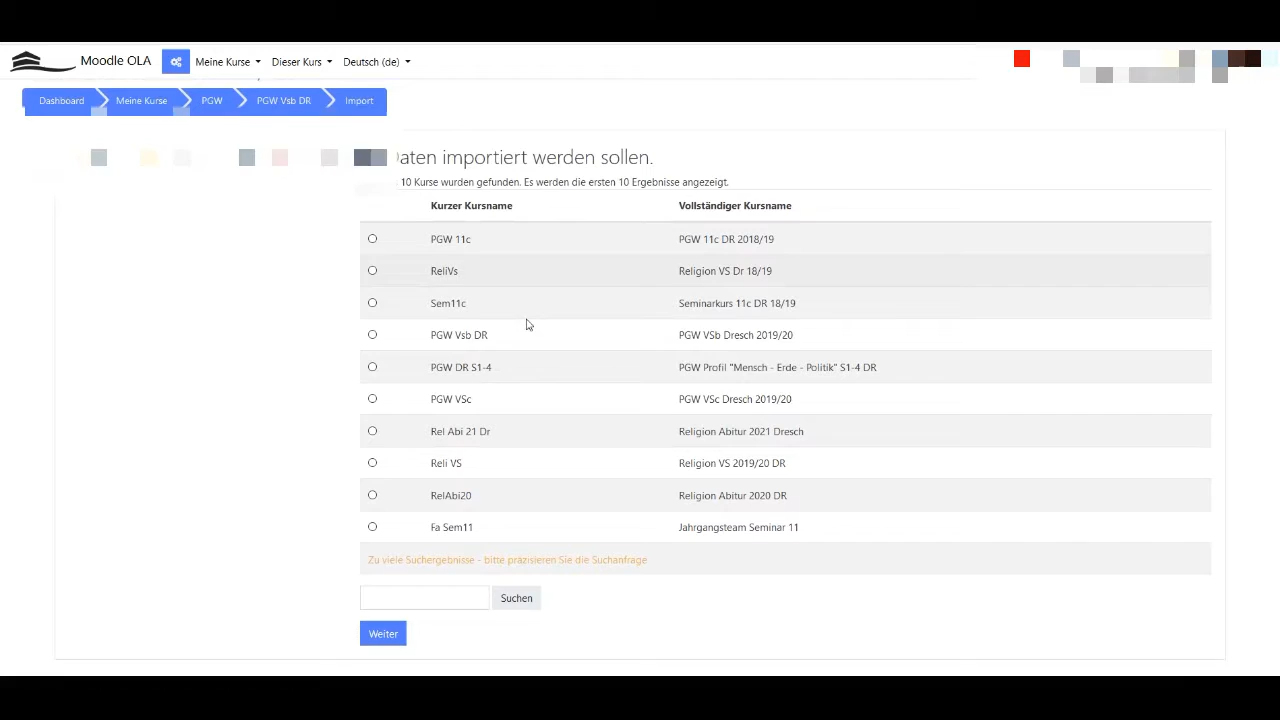 Moodle OLA Meine Kurse Dieser Kurs Deutsch (de)
Dashboard Meine Kurse PGW PGW Vsb DR Import
importiert werden sollen.
10 Kurse wurden gefunden. Es werden die ersten 10 Ergebnisse angezeigt.
Kurzer Kursname Vollständiger Kursname
PGW 11c PGW 11c DR 2018/19
ReliVs Religion VS Dr 18/19
Sem11c Seminarkurs 11c DR 18/19
PGW Vsb DR PGW VSb Dresch 2019/20
PGW DR S1-4 PGW Profil "Mensch - Erde - Politik" S1-4 DR
PGW VSc PGW VSc Dresch 2019/20
Rel Abi 21 Dr Religion Abitur 2021 Dresch
Reli VS Religion VS 2019/20 DR
RelAbi20 Religion Abitur 2020 DR
Fa Sem11 Jahrgangsteam Seminar 11
Zu viele Suchergebnisse - bitte präzisieren Sie die Suchanfrage
Suchen
Weiter